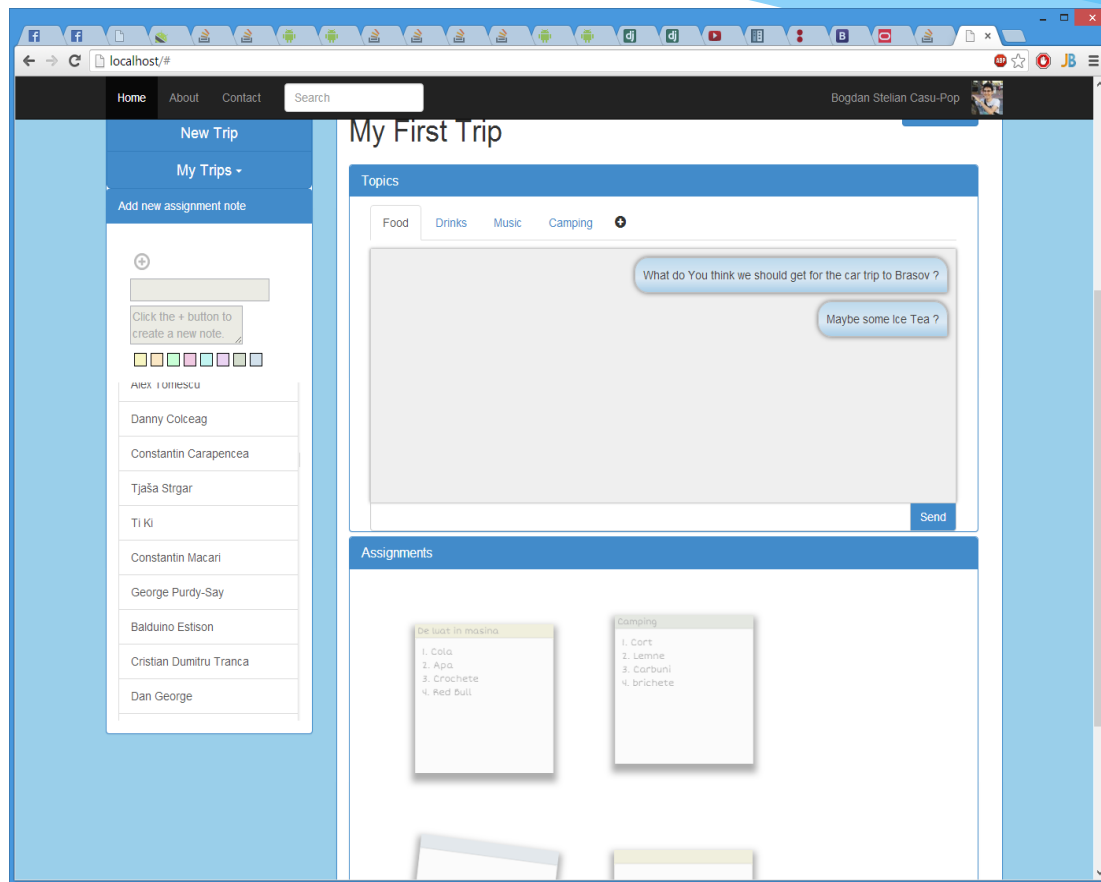 localhost/#
ABP
JB
Home About Contact Search Bogdan Stelian Casu-Pop
New Trip
My Trips
Add new assignment note
Click the + button to
create a new note.
Alex Tomescu
Danny Colceag
Constantin Carapencea
Tjaša Strgar
Ti Ki
Constantin Macari
George Purdy-Say
Balduino Estison
Cristian Dumitru Tranca
Dan George
My First Trip
Topics
Food Drinks Music Camping
What do You think we should get for the car trip to Brasov ?
Maybe some Ice Tea ?
Send
Assignments
De luat in masina
1. Cola
2. Apa
3. Crochete
4. Red Bull
Camping
1. Cort
2. Lemne
3. Carbuni
4. brichete